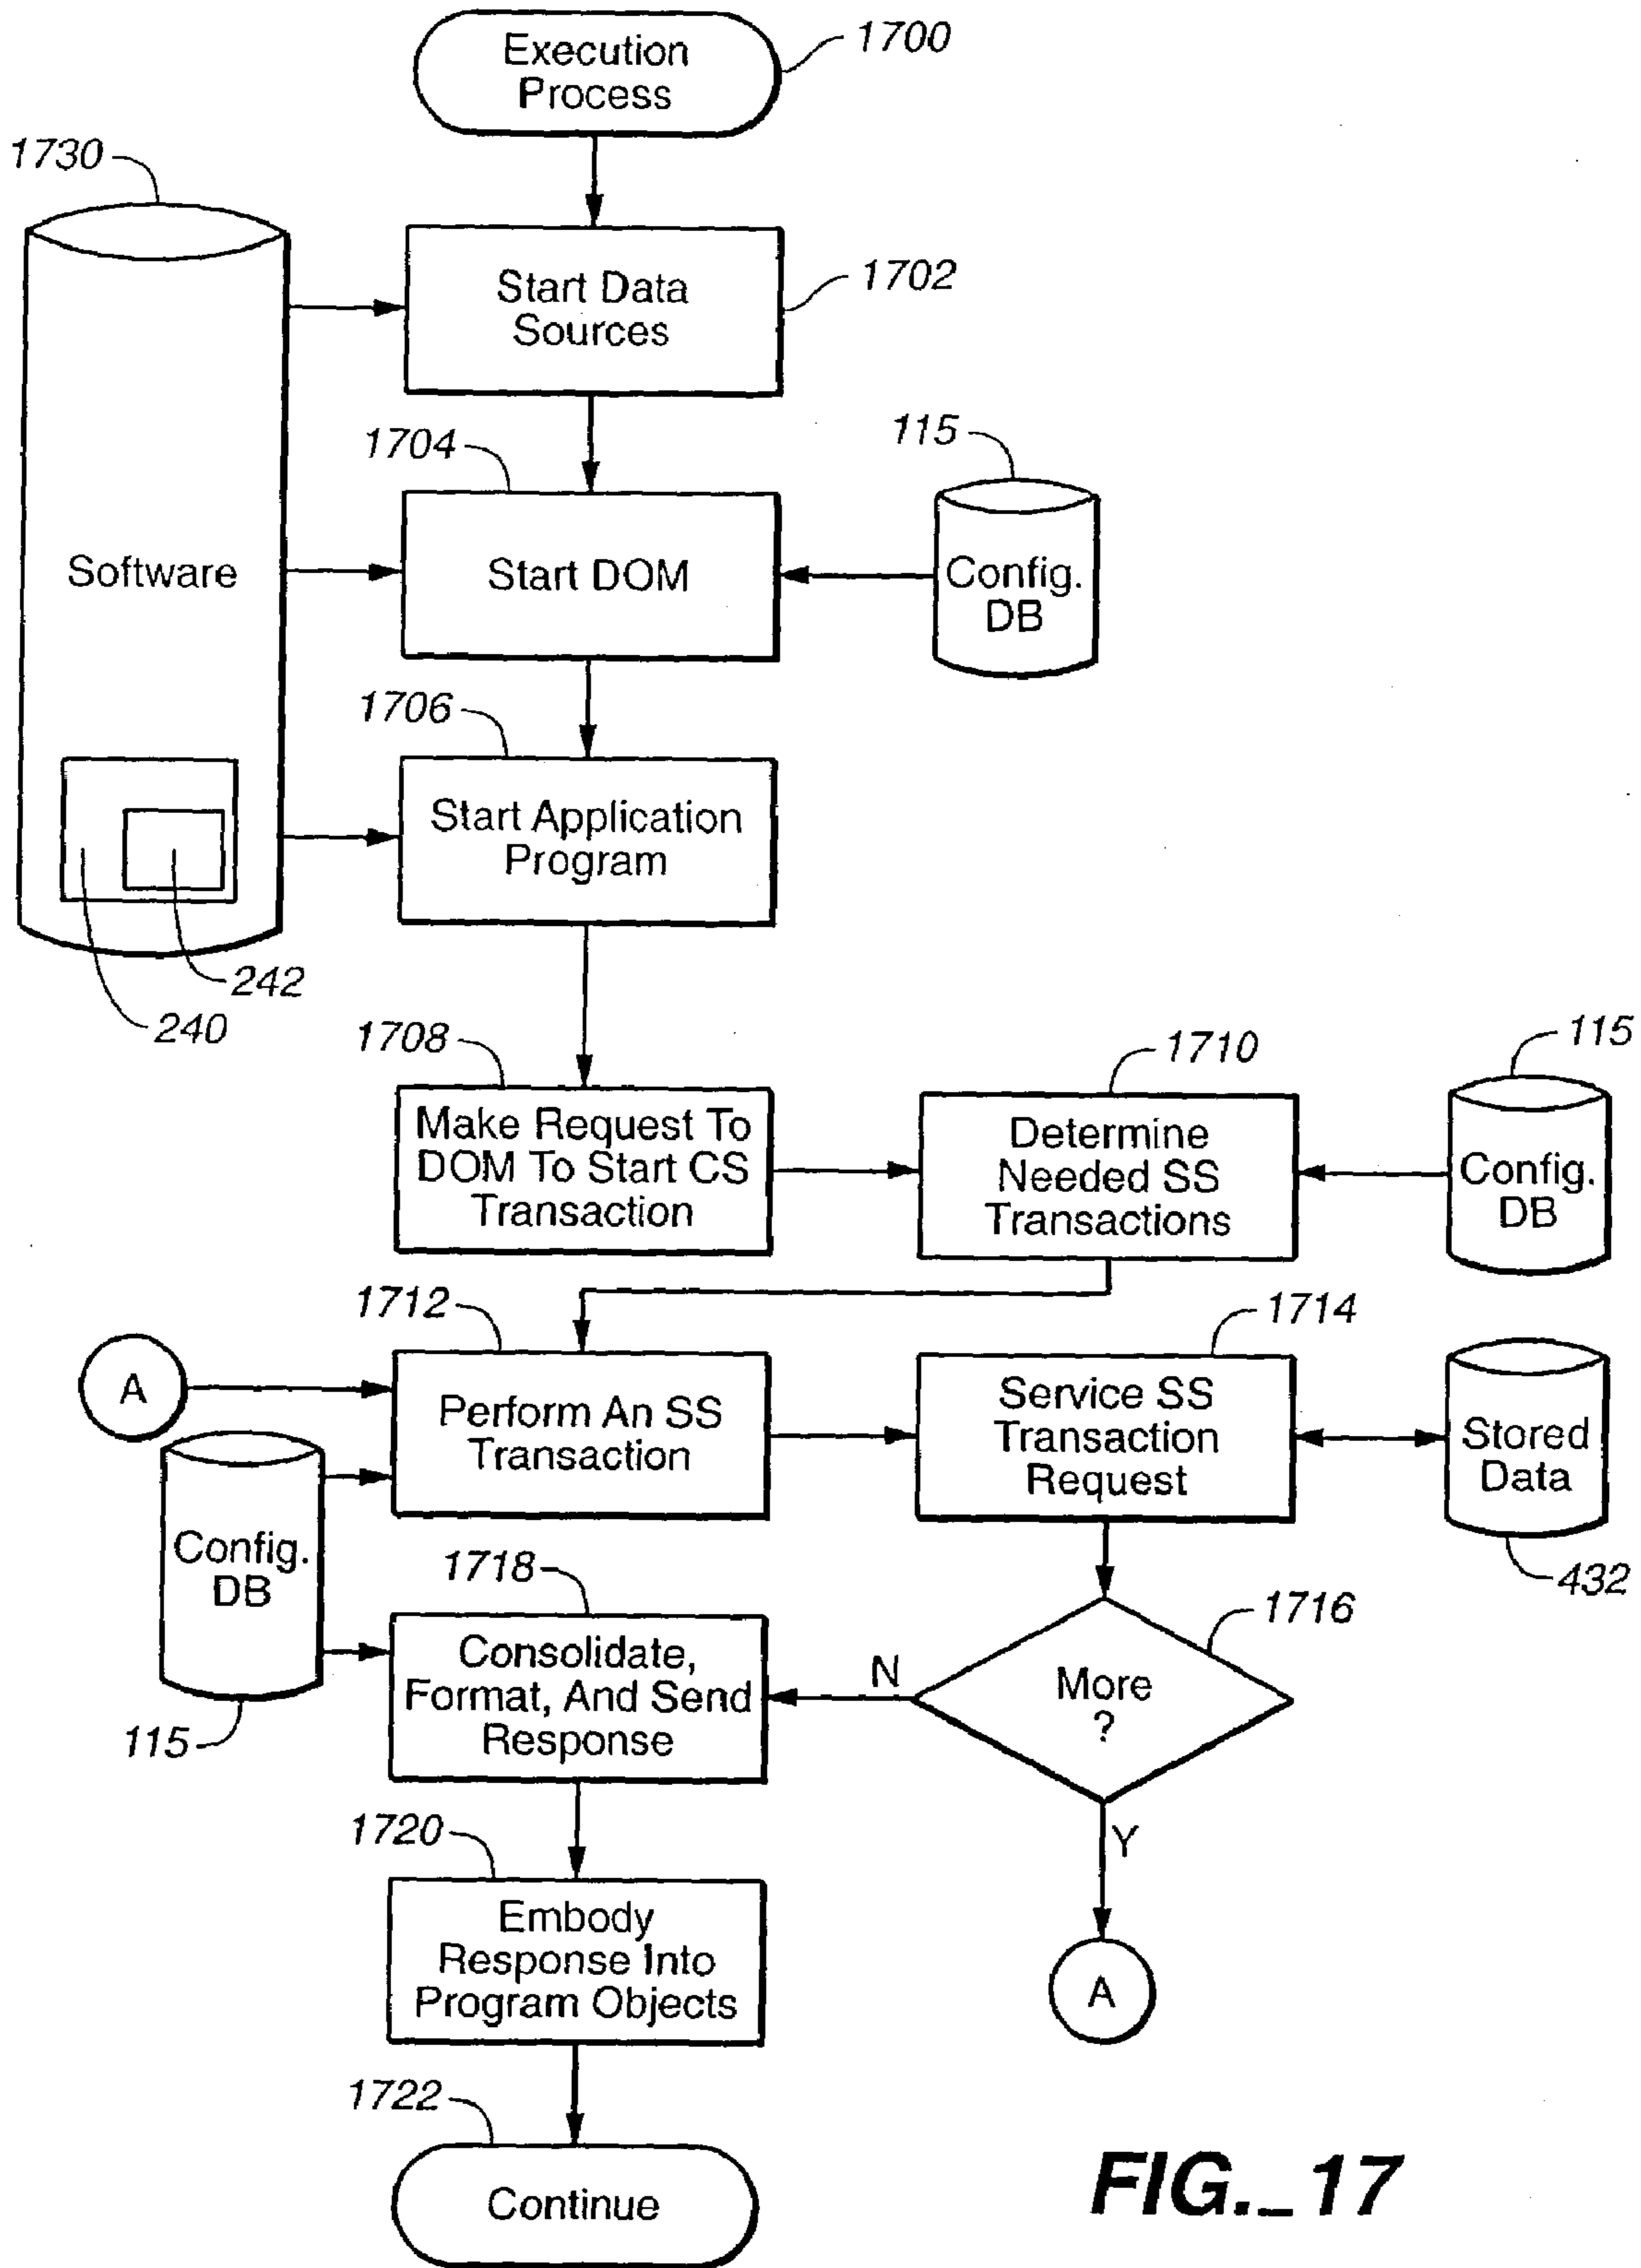 Execution
Process
1700
1730
Start Data
Sources
1702
1704
115
Software
Start DOM
Config.
DB
1706
Start Application
Program
242
240
1708
1710
115
Make Request To
DOM To Start CS
Transaction
Determine
Needed SS
Transactions
Config.
DB
1712
1714
A
Perform An SS
Transaction
Service SS
Transaction
Request
Stored
Data
432
Config.
DB
115
1718
1716
Consolidate,
Format, And Send
Response
N
More
?
Y
1720
Embody
Response Into
Program Objects
A
1722
Continue
FIG._17